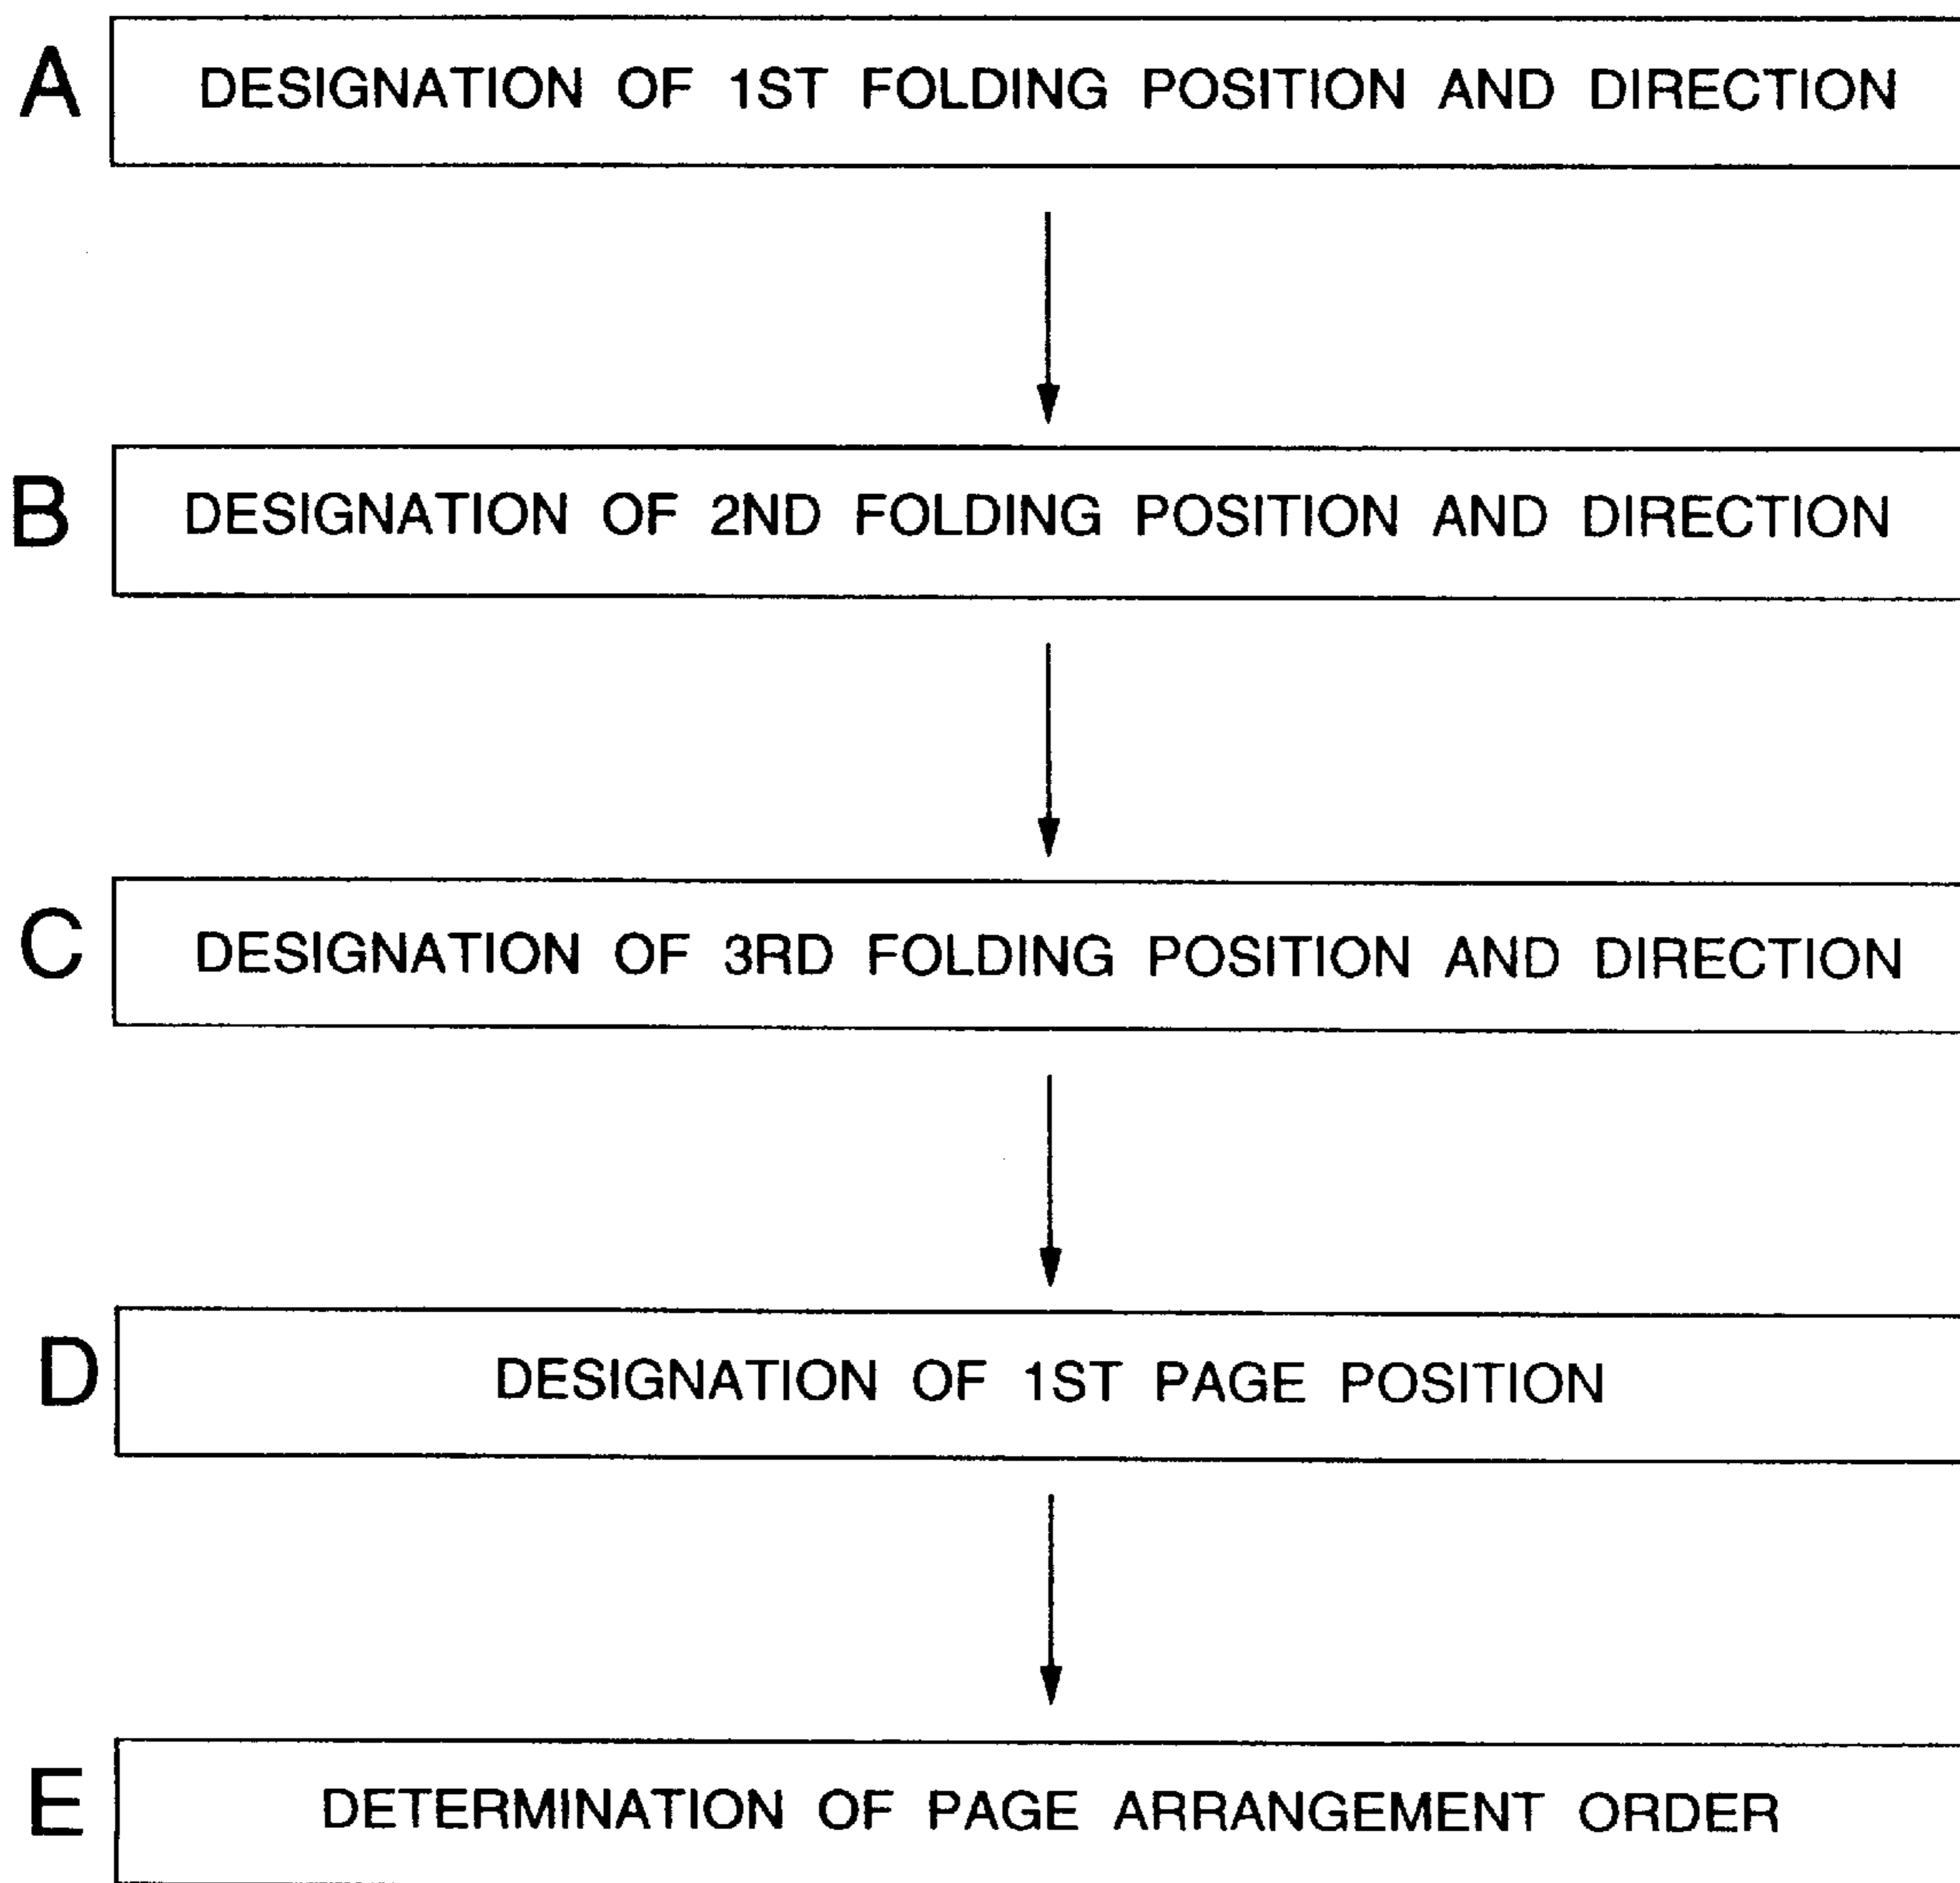 A DESIGNATION OF 1ST FOLDING POSITION AND DIRECTION
B DESIGNATION OF 2ND FOLDING POSITION AND DIRECTION
C DESIGNATION OF 3RD FOLDING POSITION AND DIRECTION
D DESIGNATION OF 1ST PAGE POSITION
E DETERMINATION OF PAGE ARRANGEMENT ORDER